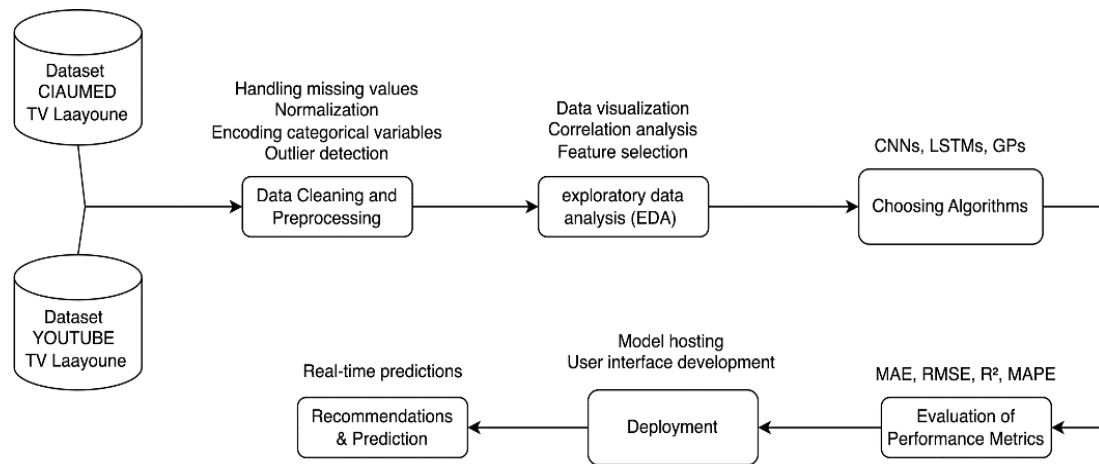 Dataset
CIAUMED
TV Laayoune
Handling missing values
Normalization
Encoding categorical variables
Outlier detection
Data Cleaning and
Preprocessing
Data visualization
Correlation analysis
Feature selection
exploratory data
analysis (EDA)
CNNs, LSTMs, GPs
Choosing Algorithms
Dataset
YOUTUBE
TV Laayoune
Real-time predictions
Recommendations
& Prediction
Model hosting
User interface development
Deployment
MAE, RMSE, R², MAPE
Evaluation of
Performance Metrics